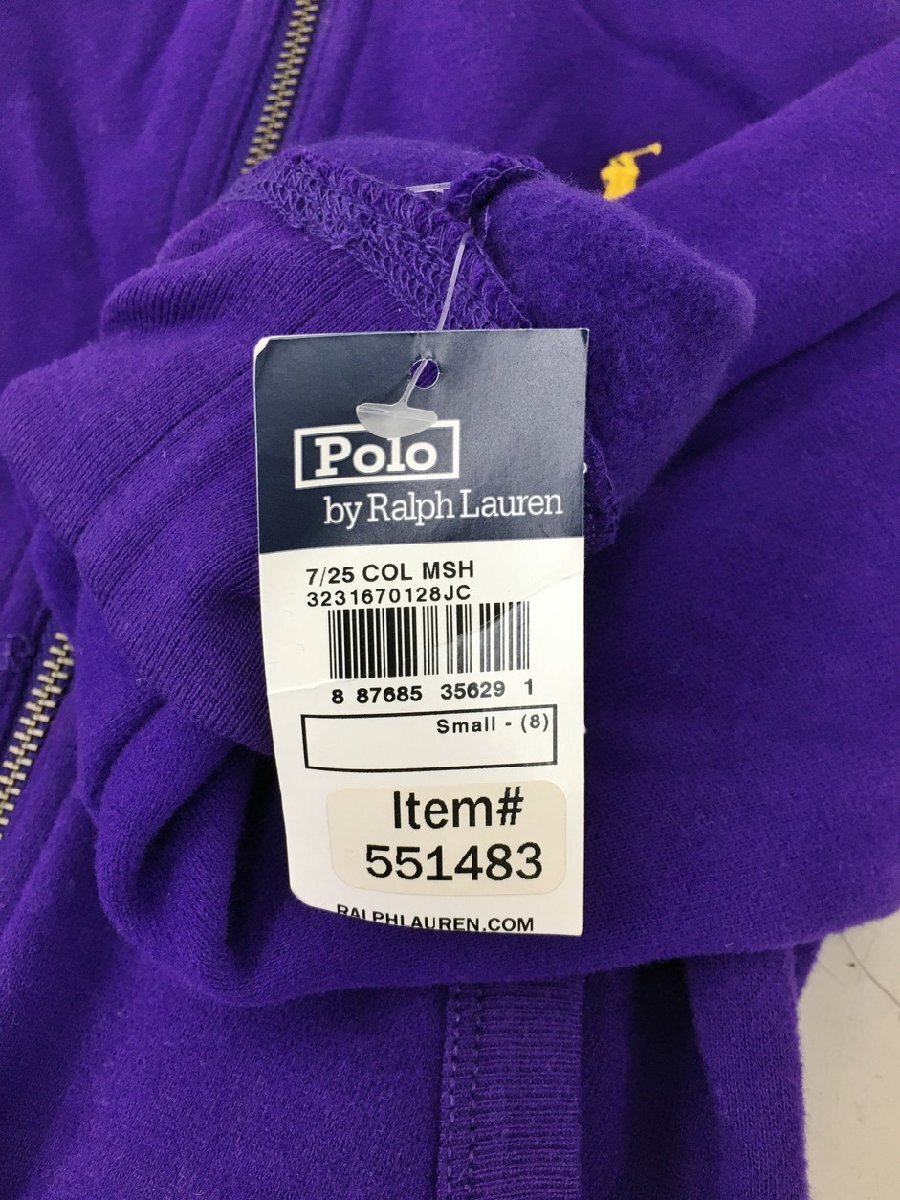 Polo
by Ralph Lauren
7/25 COL MSH
3231670128JC
8 87685 35629 1
Small - (8)
Item#
551483
RALPHLAUREN.COM